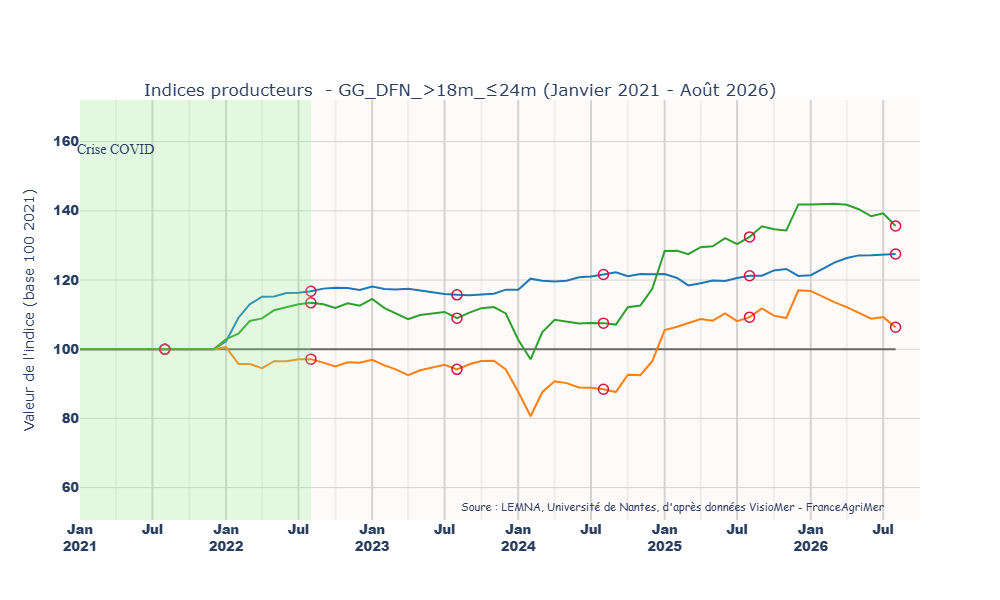 Indices producteurs  - GG_DFN_>18m_≤24m (Janvier 2021 - Août 2026)
Valeur de l'indice (base 100 2021)
160
Crise COVID
140
120
100
80
60
Soure : LEMNA, Université de Nantes, d'après données VisioMer - FranceAgriMer
Jan Jul Jan Jul Jan Jul Jan Jul Jan Jul Jan Jul
2021 2022 2023 2024 2025 2026